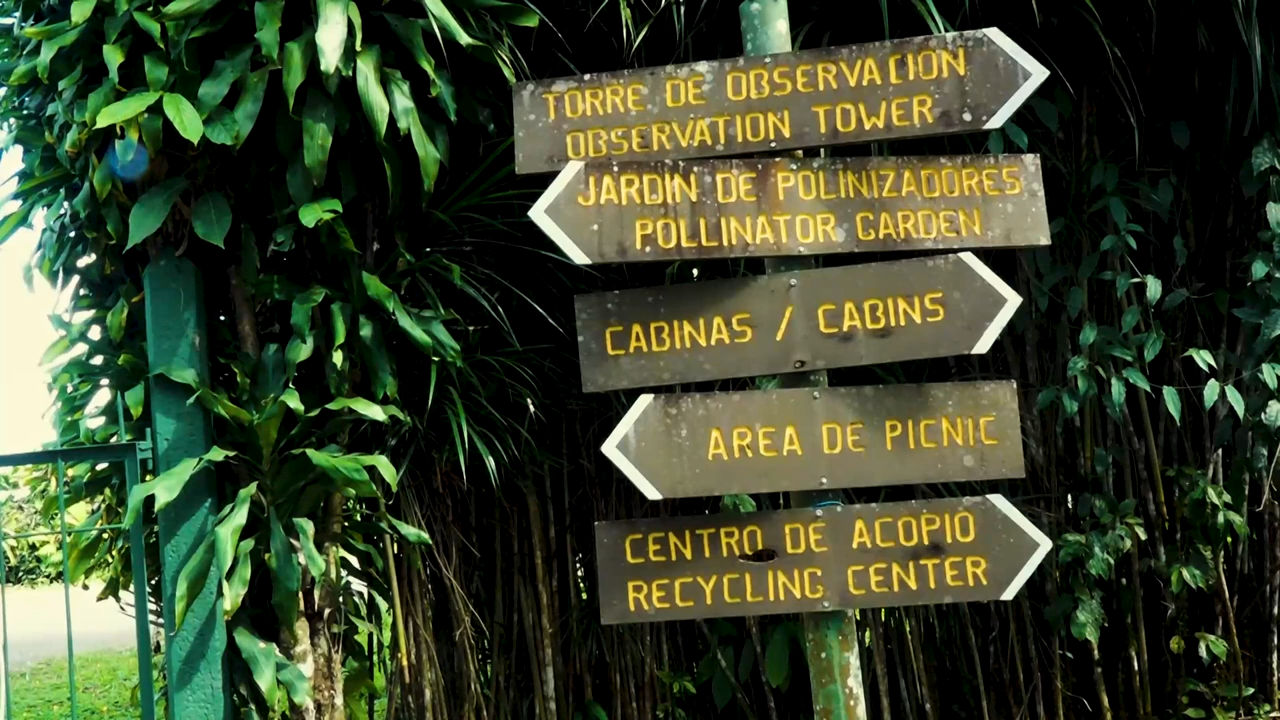 TORRE DE OBSERVACION
OBSERVATION TOWER
JARDIN DE POLINIZADORES
POLLINATOR GARDEN
CABINAS / CABINS
AREA DE PICNIC
CENTRO DE ACOPIO
RECYCLING CENTER